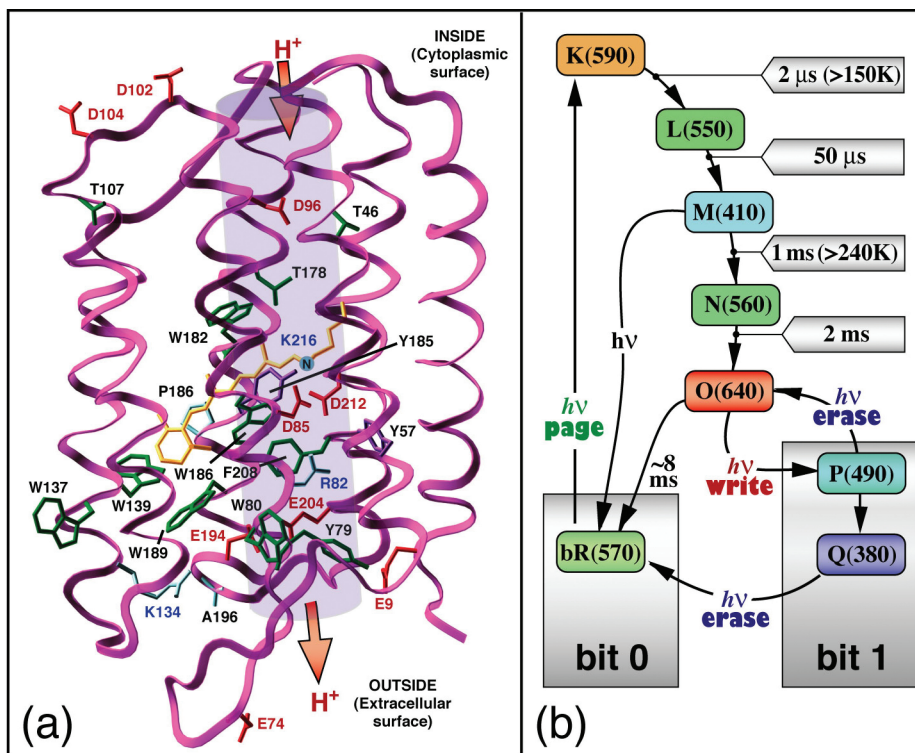 INSIDE
(Cytoplasmic
surface)
H+
D102
D104
T107
D96
T46
T178
W182
K216
Y185
N
P186
D85
D212
Y57
W186
F208
R82
W137
W139
W80
E204
W189
E194
Y79
K134
A196
E9
H+
OUTSIDE
(Extracellular
surface)
E74
(a)
K(590)
2 µs (>150K)
L(550)
50 µs
M(410)
1 ms (>240K)
N(560)
hν
2 ms
O(640)
hν
page
hν
erase
hν
write
P(490)
~8
ms
bR(570)
Q(380)
hν
erase
bit 0
bit 1
(b)